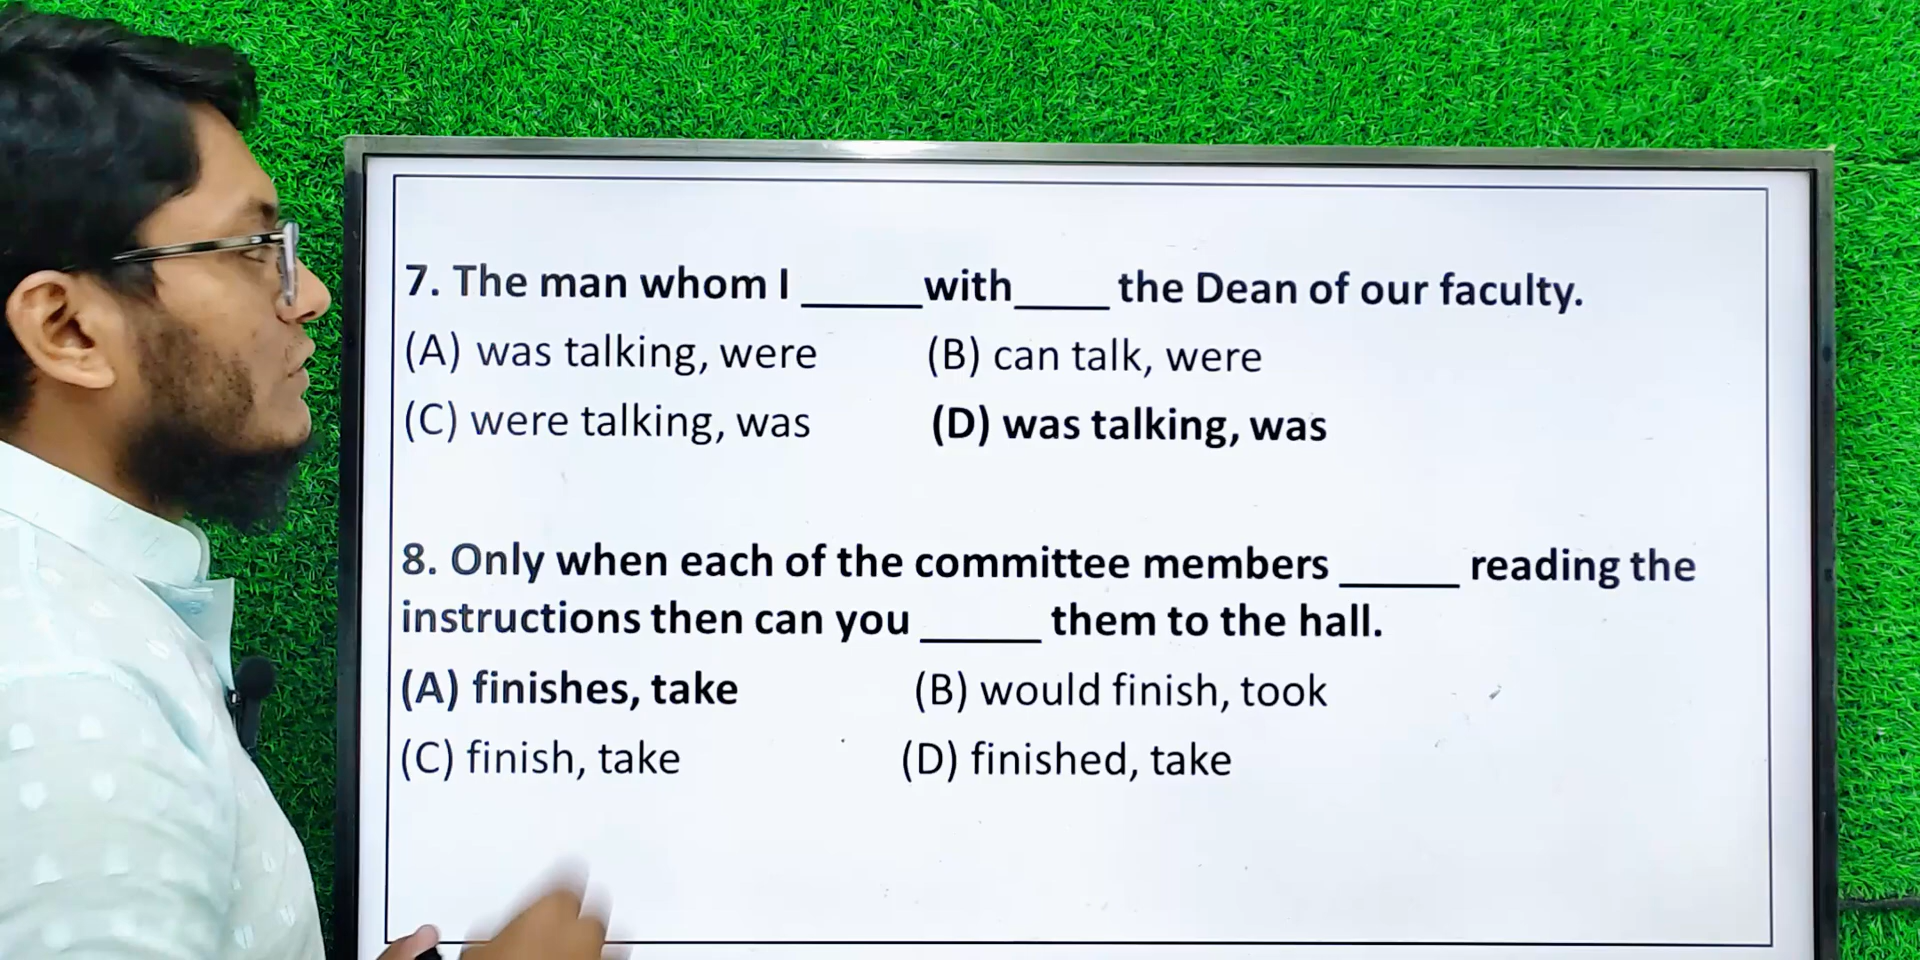 7. The man whom I _____with____ the Dean of our faculty.
(A) was talking, were (B) can talk, were
(C) were talking, was (D) was talking, was
8. Only when each of the committee members _____ reading the
instructions then can you _____ them to the hall.
(A) finishes, take (B) would finish, took
(C) finish, take (D) finished, take